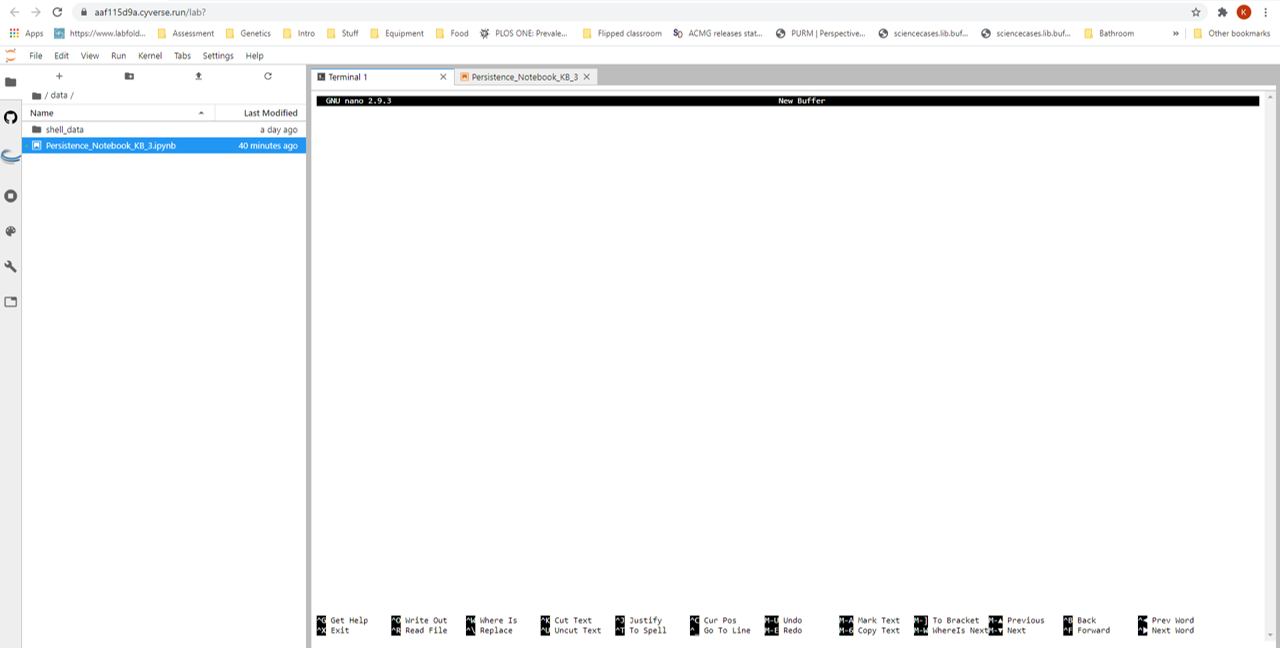 aaf115d9a.cyverse.run/lab?
K
Apps https://www.labfold... Assessment Genetics Intro Stuff Equipment Food PLOS ONE: Prevale... Flipped classroom ACMG releases stat... PURM | Perspective... sciencecases.lib.buf... sciencecases.lib.buf... Bathroom » Other bookmarks
File Edit View Run Kernel Tabs Settings Help
Terminal 1 × Persistence_Notebook_KB_3 ×
/ data /
GNU nano 2.9.3 New Buffer
Name Last Modified
shell_data a day ago
Persistence_Notebook_KB_3.ipynb 40 minutes ago
^G Get Help ^O Write Out ^W Where Is ^K Cut Text ^J Justify ^C Cur Pos M-U Undo M-A Mark Text M-] To Bracket M-▲ Previous ^B Back ^◀ Prev Word
^X Exit ^R Read File ^\ Replace ^U Uncut Text ^T To Spell ^_ Go To Line M-E Redo M-6 Copy Text M-W WhereIs Next M-▼ Next ^F Forward ^▶ Next Word